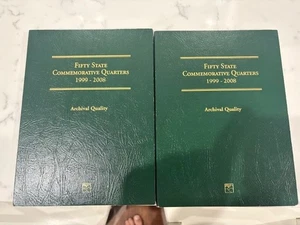 FIFTY STATE
COMMEMORATIVE QUARTERS
1999 - 2008
Archival Quality
FIFTY STATE
COMMEMORATIVE QUARTERS
1999 - 2008
Archival Quality